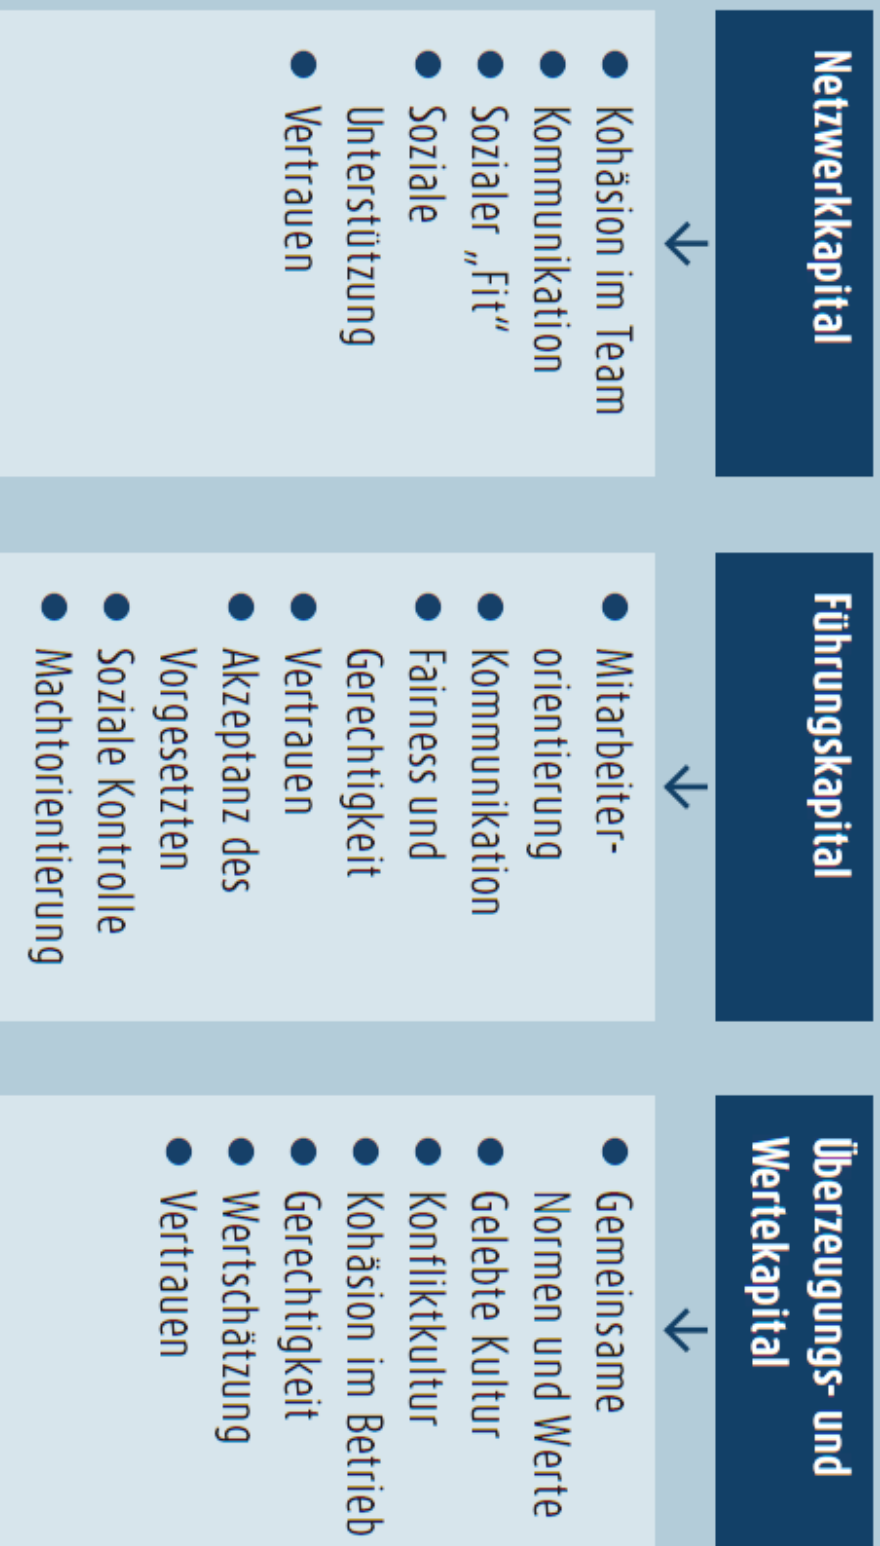 Netzwerkkapital
Kohäsion im Team
Kommunikation
Sozialer „Fit“
Soziale
Unterstützung
Vertrauen
Führungskapital
Mitarbeiter-
orientierung
Kommunikation
Fairness und
Gerechtigkeit
Vertrauen
Akzeptanz des
Vorgesetzten
Soziale Kontrolle
Machtorientierung
Überzeugungs- und
Wertekapital
Gemeinsame
Normen und Werte
Gelebte Kultur
Konfliktkultur
Kohäsion im Betrieb
Gerechtigkeit
Wertschätzung
Vertrauen